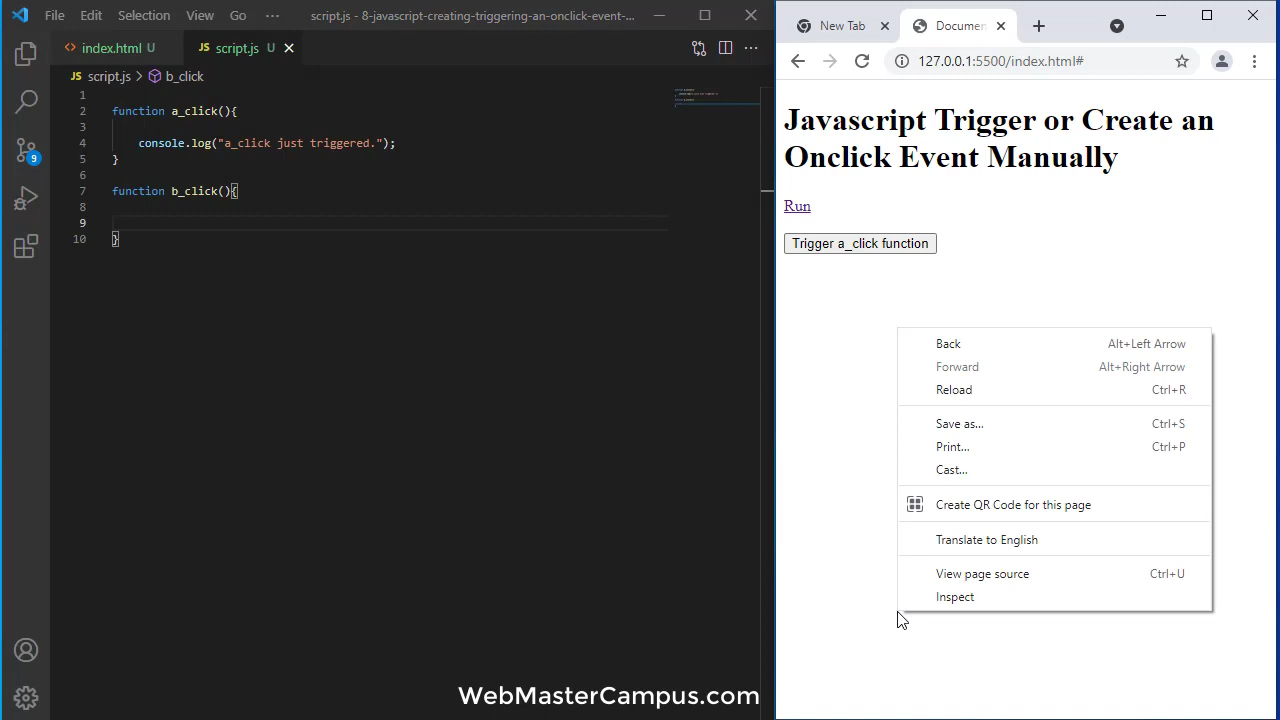 File Edit Selection View Go ··· script.js - 8-javascript-creating-triggering-an-onclick-event-...
index.html U
JS script.js U
JS script.js > b_click
1
2 function a_click(){
3
4 console.log("a_click just triggered.");
5 }
6
7 function b_click(){
8
9
10 }
9
WebMasterCampus.com
New Tab
Documen
127.0.0.1:5500/index.html#
Javascript Trigger or Create an
Onclick Event Manually
Run
Trigger a_click function
Back Alt+Left Arrow
Forward Alt+Right Arrow
Reload Ctrl+R
Save as... Ctrl+S
Print... Ctrl+P
Cast...
Create QR Code for this page
Translate to English
View page source Ctrl+U
Inspect